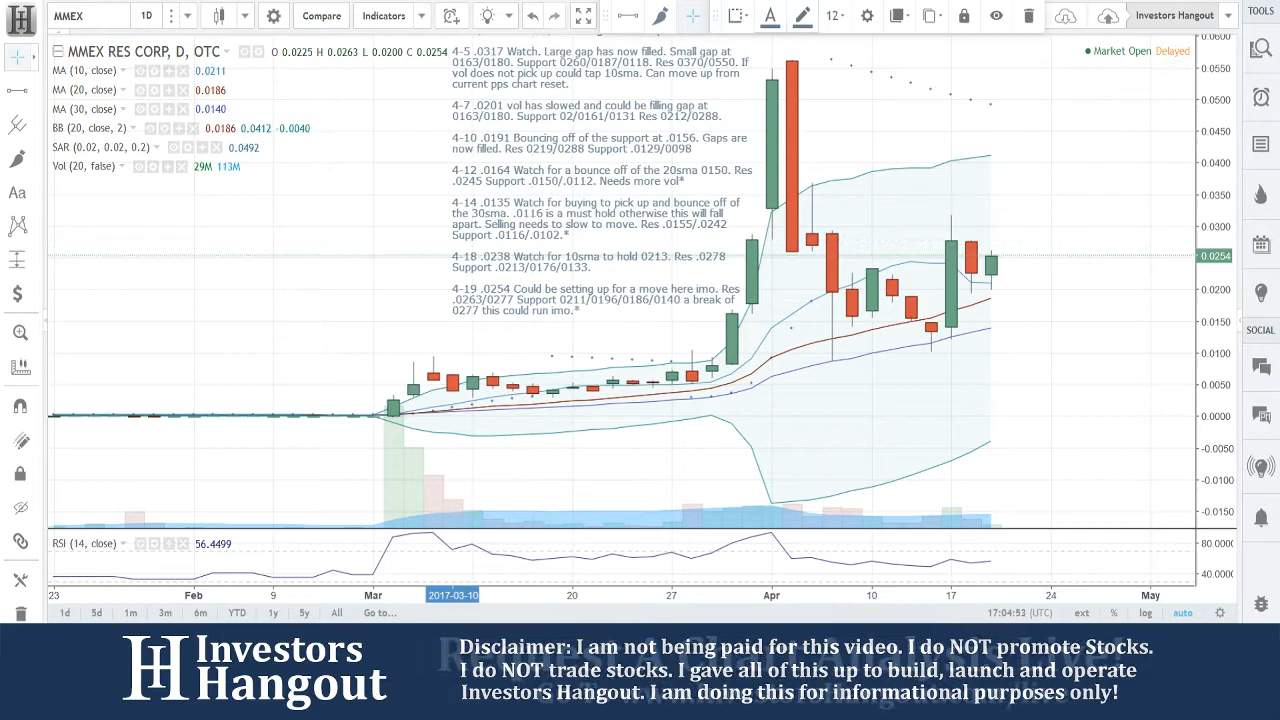 MMEX 1D Compare Indicators 12 Investors Hangout TOOLS
MMEX RES CORP, D, OTC O 0.0225 H 0.0263 L 0.0200 C 0.0254
Market Open Delayed
MA (10, close) 0.0211
MA (20, close) 0.0186
MA (30, close) 0.0140
BB (20, close, 2) 0.0186 0.0412 -0.0040
SAR (0.02, 0.02, 0.2) 0.0492
Vol (20, false) 29M 113M
4-5 .0317 Watch. Large gap has now filled. Small gap at
0163/0180. Support 0260/0187/0118. Res 0370/0550. If
vol does not pick up could tap 10sma. Can move up from
current pps chart reset.
4-7 .0201 vol has slowed and could be filling gap at
0163/0180. Support 02/0161/0131 Res 0212/0288.
4-10 .0191 Bouncing off of the support at .0156. Gaps are
now filled. Res 0219/0288 Support .0129/0098
4-12 .0164 Watch for a bounce off of the 20sma 0150. Res
.0245 Support .0150/.0112. Needs more vol*
4-14 .0135 Watch for buying to pick up and bounce off of
the 30sma. .0116 is a must hold otherwise this will fall
apart. Selling needs to slow to move. Res .0155/.0242
Support .0116/.0102.*
4-18 .0238 Watch for 10sma to hold 0213. Res .0278
Support .0213/0176/0133.
4-19 .0254 Could be setting up for a move here imo. Res
.0263/0277 Support 0211/0196/0186/0140 a break of
0277 this could run imo.*
0.0600
0.0550
0.0500
0.0450
0.0400
0.0350
0.0300
0.0254
0.0200
0.0150
0.0100
0.0050
0.0000
-0.0050
-0.0100
-0.0150
SOCIAL
RSI (14, close) 56.4499
80.0000
40.0000
23 Feb 9 Mar 2017-03-10 20 27 Apr 10 17 24 May
1d 5d 1m 3m 6m YTD 1y 5y All Go to... 17:04:53 (UTC) ext % log auto
Investors
Hangout
Disclaimer: I am not being paid for this video. I do NOT promote Stocks.
I do NOT trade stocks. I gave all of this up to build, launch and operate
Investors Hangout. I am doing this for informational purposes only!